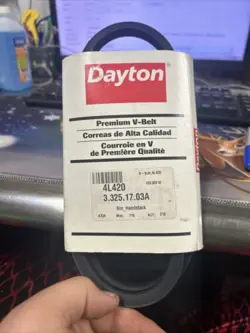 Dayton
Premium V-Belt
Correas de Alta Calidad
Courroie en V
de Première Qualité
4L420
3.325.17.03A